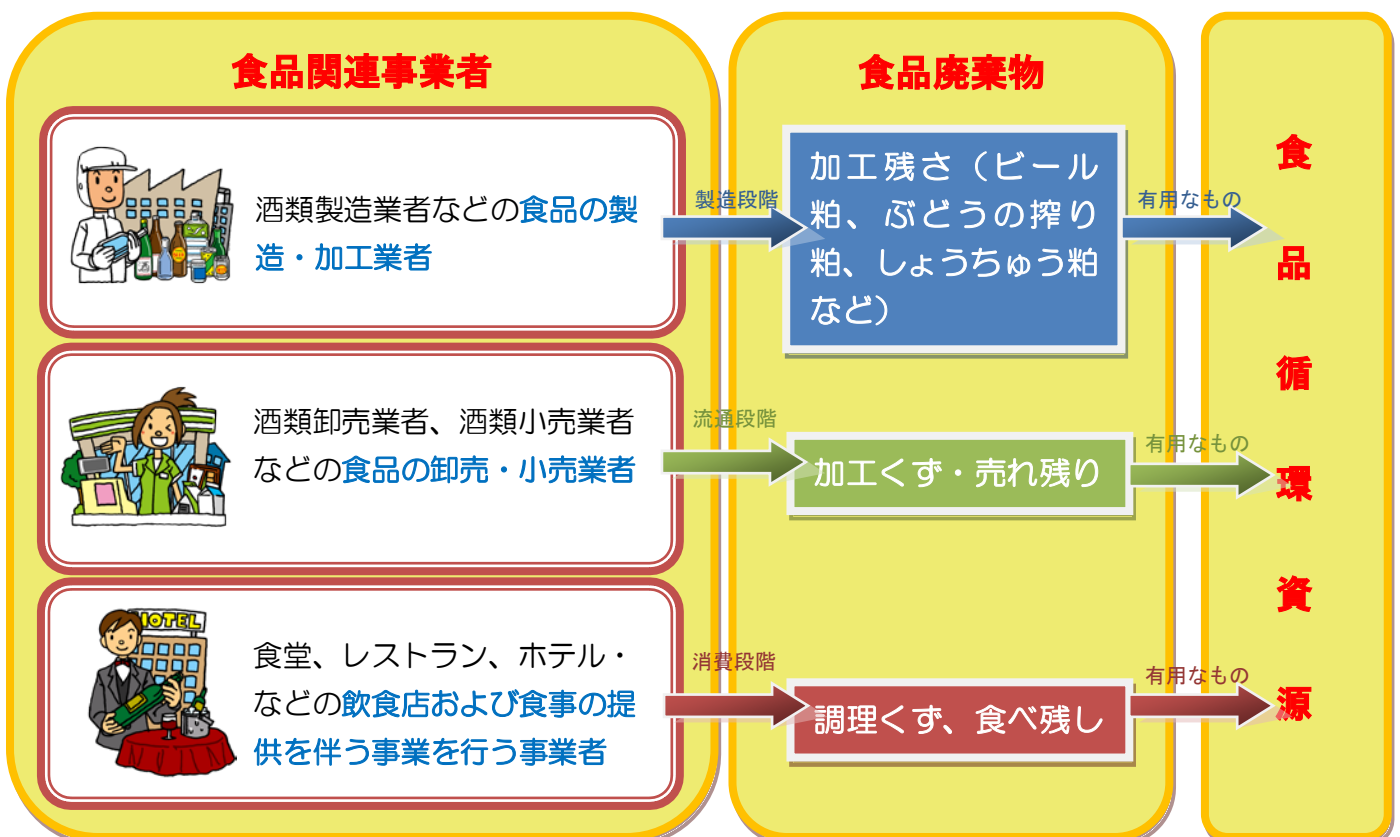 食品関連事業者
酒類製造業者などの食品の製
造・加工業者
製造段階
酒類卸売業者、酒類小売業者
などの食品の卸売・小売業者
流通段階
HOTEL
食堂、レストラン、ホテル・
などの飲食店および食事の提
供を伴う事業を行う事業者
消費段階
食品廃棄物
加工残さ（ビール
粕、ぶどうの搾り
粕、しょうちゅう粕
など）
有用なもの
加工くず・売れ残り
有用なもの
調理くず、食べ残し
有用なもの
食
品
循
環
資
源